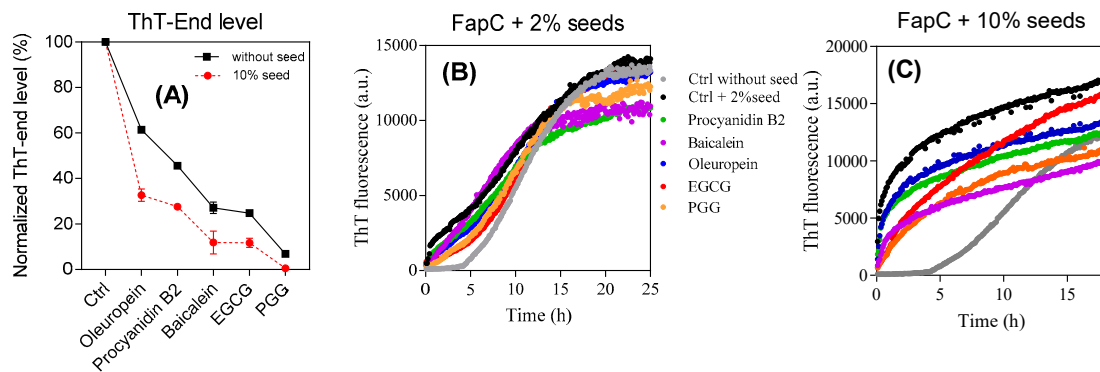 ThT-End level
Normalized ThT-end level (%)
100
80
60
40
20
0
without seed
10% seed
(A)
Ctrl
Oleuropein
Procyanidin B2
Baicalein
EGCG
PGG
FapC + 2% seeds
(B)
ThT fluorescence (a.u.)
15000
10000
5000
0
0 5 10 15 20 25
Time (h)
Ctrl without seed
Ctrl + 2%seed
Procyanidin B2
Baicalein
Oleuropein
EGCG
PGG
FapC + 10% seeds
(C)
ThT fluorescence (a.u.)
20000
15000
10000
5000
0
0 5 10 15
Time (h)